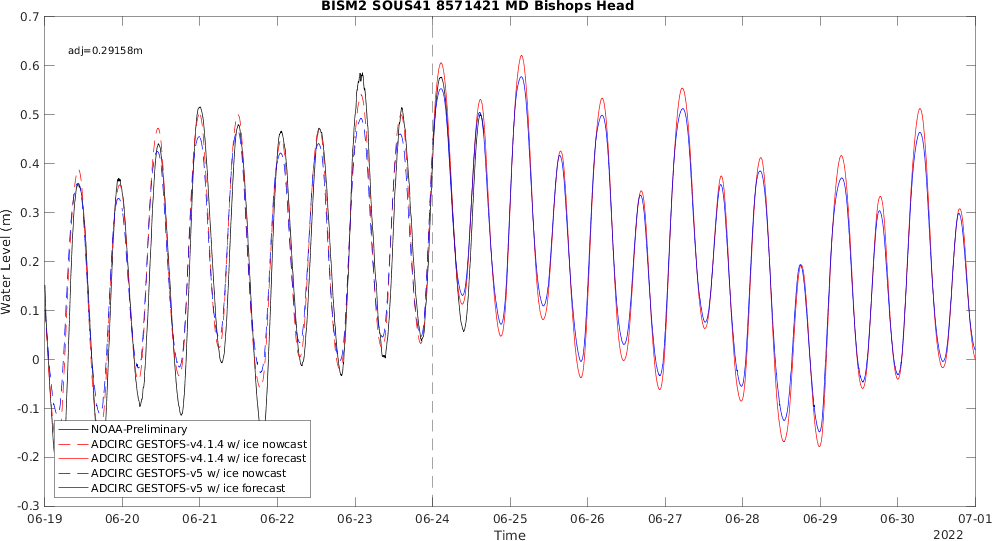 BISM2 SOUS41 8571421 MD Bishops Head
0.7
0.6
0.5
0.4
0.3
0.2
0.1
0
-0.1
-0.2
-0.3
Water Level (m)
adj=0.29158m
NOAA-Preliminary
ADCIRC GESTOFS-v4.1.4 w/ ice nowcast
ADCIRC GESTOFS-v4.1.4 w/ ice forecast
ADCIRC GESTOFS-v5 w/ ice nowcast
ADCIRC GESTOFS-v5 w/ ice forecast
06-19 06-20 06-21 06-22 06-23 06-24 06-25 06-26 06-27 06-28 06-29 06-30 07-01
Time
2022